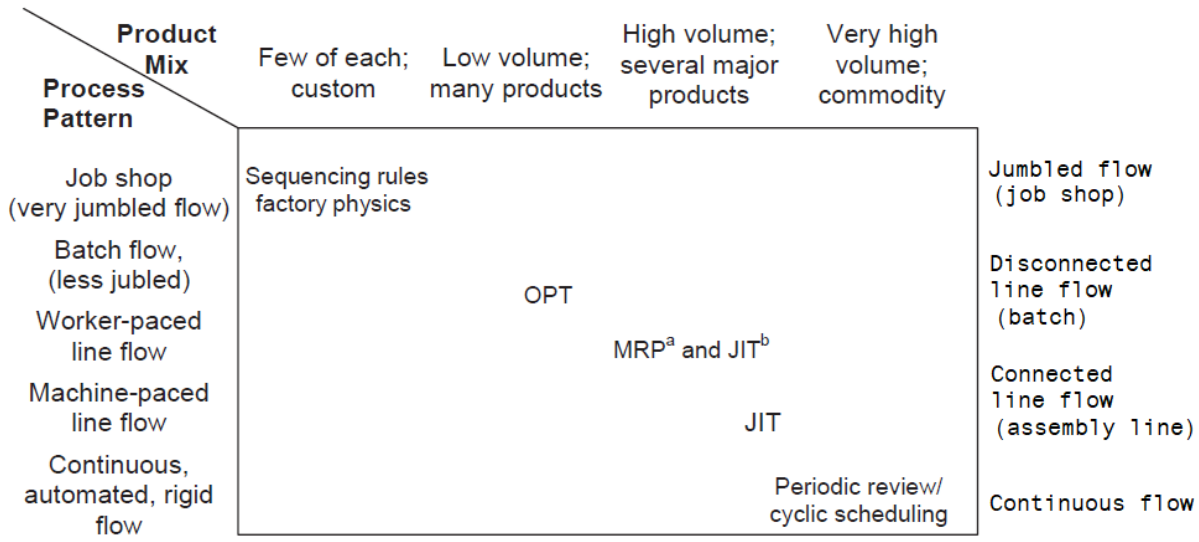 Product
Mix
Process
Pattern
Few of each;
custom
Low volume;
many products
High volume;
several major
products
Very high
volume;
commodity
Job shop
(very jumbled flow)
Sequencing rules
factory physics
Jumbled flow
(job shop)
Batch flow,
(less jubled)
OPT
Disconnected
line flow
(batch)
Worker-paced
line flow
MRPᵃ and JITᵇ
Machine-paced
line flow
JIT
Connected
line flow
(assembly line)
Continuous,
automated, rigid
flow
Periodic review/
cyclic scheduling
Continuous flow